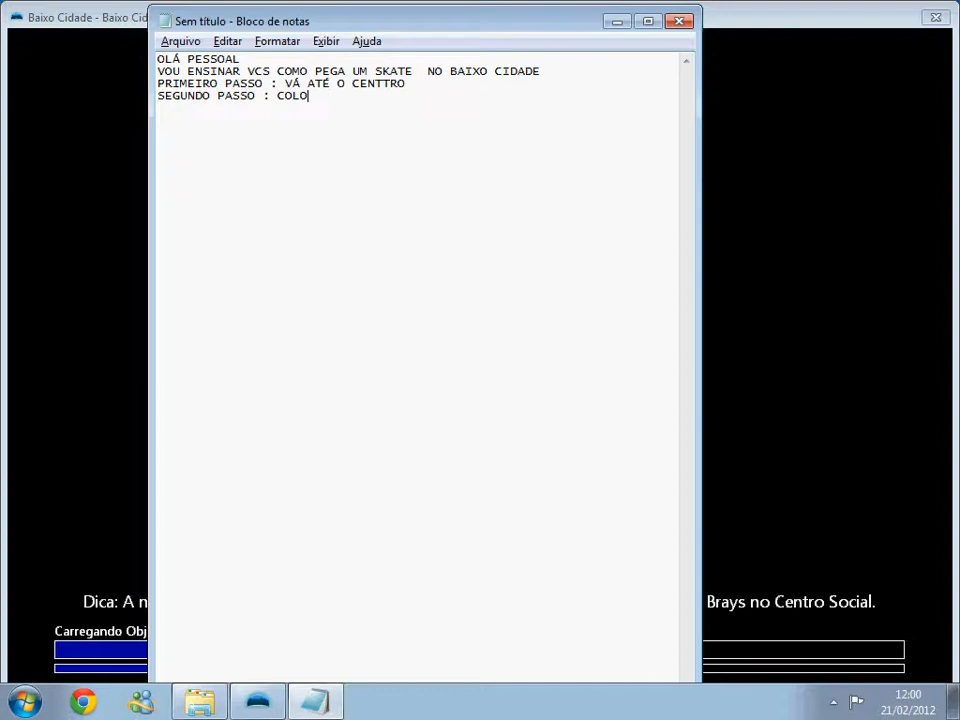 Baixo Cidade - Baixo Cid
Sem título - Bloco de notas
Arquivo Editar Formatar Exibir Ajuda
OLÁ PESSOAL
VOU ENSINAR VCS COMO PEGA UM SKATE  NO BAIXO CIDADE
PRIMEIRO PASSO : VÁ ATÉ O CENTTRO
SEGUNDO PASSO : COLO
Dica: A n
Brays no Centro Social.
Carregando Obj
12:00
21/02/2012